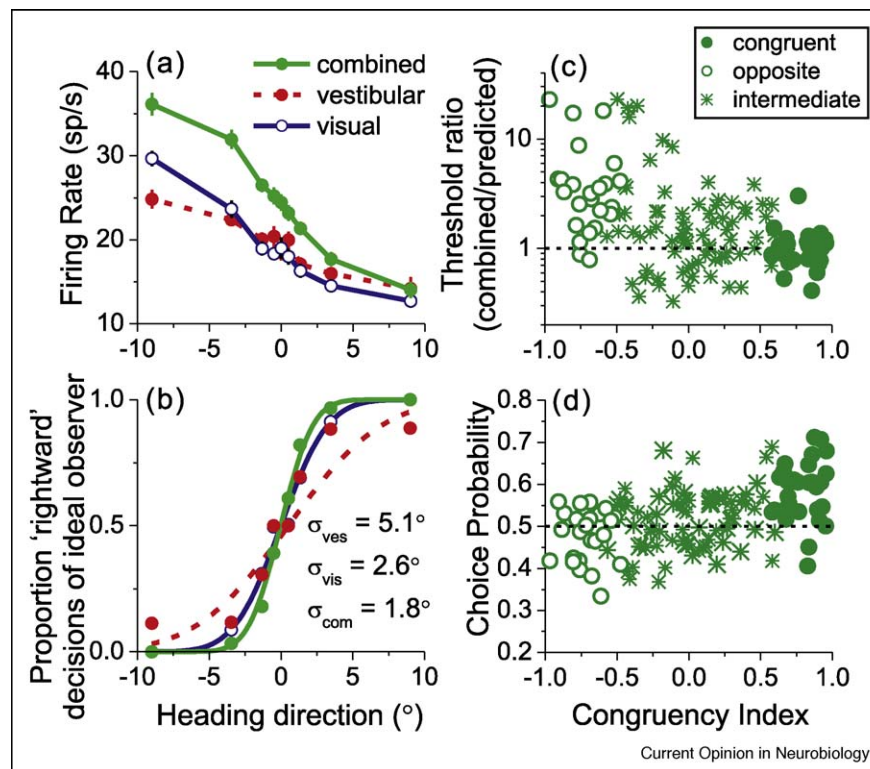 (a)
combined
vestibular
visual
Firing Rate (sp/s)
40
30
20
10
-10
-5
0
5
10
(b)
Proportion 'rightward'
decisions of ideal observer
1.0
0.5
0.0
σves = 5.1°
σvis = 2.6°
σcom = 1.8°
-10
-5
0
5
10
Heading direction (°)
congruent
opposite
intermediate
(c)
Threshold ratio
(combined/predicted)
10
1
-1.0
-0.5
0.0
0.5
1.0
(d)
Choice Probability
0.8
0.7
0.6
0.5
0.4
0.3
0.2
-1.0
-0.5
0.0
0.5
1.0
Congruency Index
Current Opinion in Neurobiology